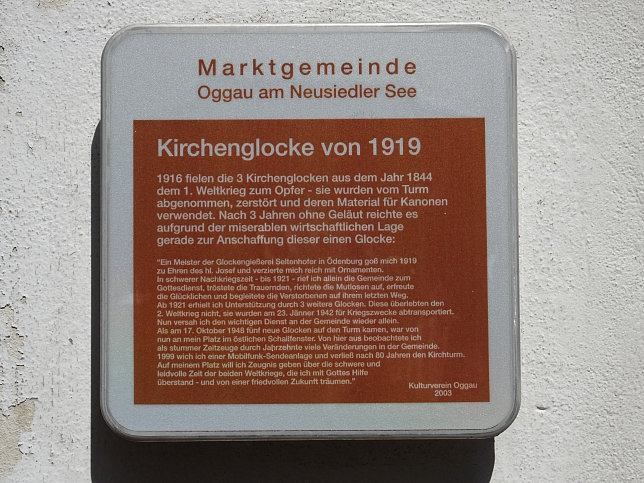 Marktgemeinde
Oggau am Neusiedler See
Kirchenglocke von 1919
1916 fielen die 3 Kirchenglocken aus dem Jahr 1844
dem 1. Weltkrieg zum Opfer - sie wurden vom Turm
abgenommen, zerstört und deren Material für Kanonen
verwendet. Nach 3 Jahren ohne Geläut reichte es
aufgrund der miserablen wirtschaftlichen Lage
gerade zur Anschaffung dieser einen Glocke:
"Ein Meister der Glockengießerei Seltenhofer in Ödenburg goß mich 1919
zu Ehren des hl. Josef und verzierte mich reich mit Ornamenten.
In schwerer Nachkriegszeit - bis 1921 - rief ich allein die Gemeinde zum
Gottesdienst, tröstete die Trauernden, richtete die Mutlosen auf, erfreute
die Glücklichen und begleitete die Verstorbenen auf ihrem letzten Weg.
Ab 1921 erhielt ich Unterstützung durch 3 weitere Glocken. Diese überlebten den
2. Weltkrieg nicht, sie wurden am 23. Jänner 1942 für Kriegszwecke abtransportiert.
Nun versah ich den wichtigen Dienst an der Gemeinde wieder allein.
Als am 17. Oktober 1948 fünf neue Glocken auf den Turm kamen, war von
nun an mein Platz im östlichen Schallfenster. Von hier aus beobachtete ich
als stummer Zeitzeuge durch Jahrzehnte viele Veränderungen in der Gemeinde.
1999 wich ich einer Mobilfunk-Sendeanlage und verließ nach 80 Jahren den Kirchturm.
Auf meinem Platz will ich Zeugnis geben über die schwere und
leidvolle Zeit der beiden Weltkriege, die ich mit Gottes Hilfe
überstand - und von einer friedvollen Zukunft träumen."
Kulturverein Oggau
2003